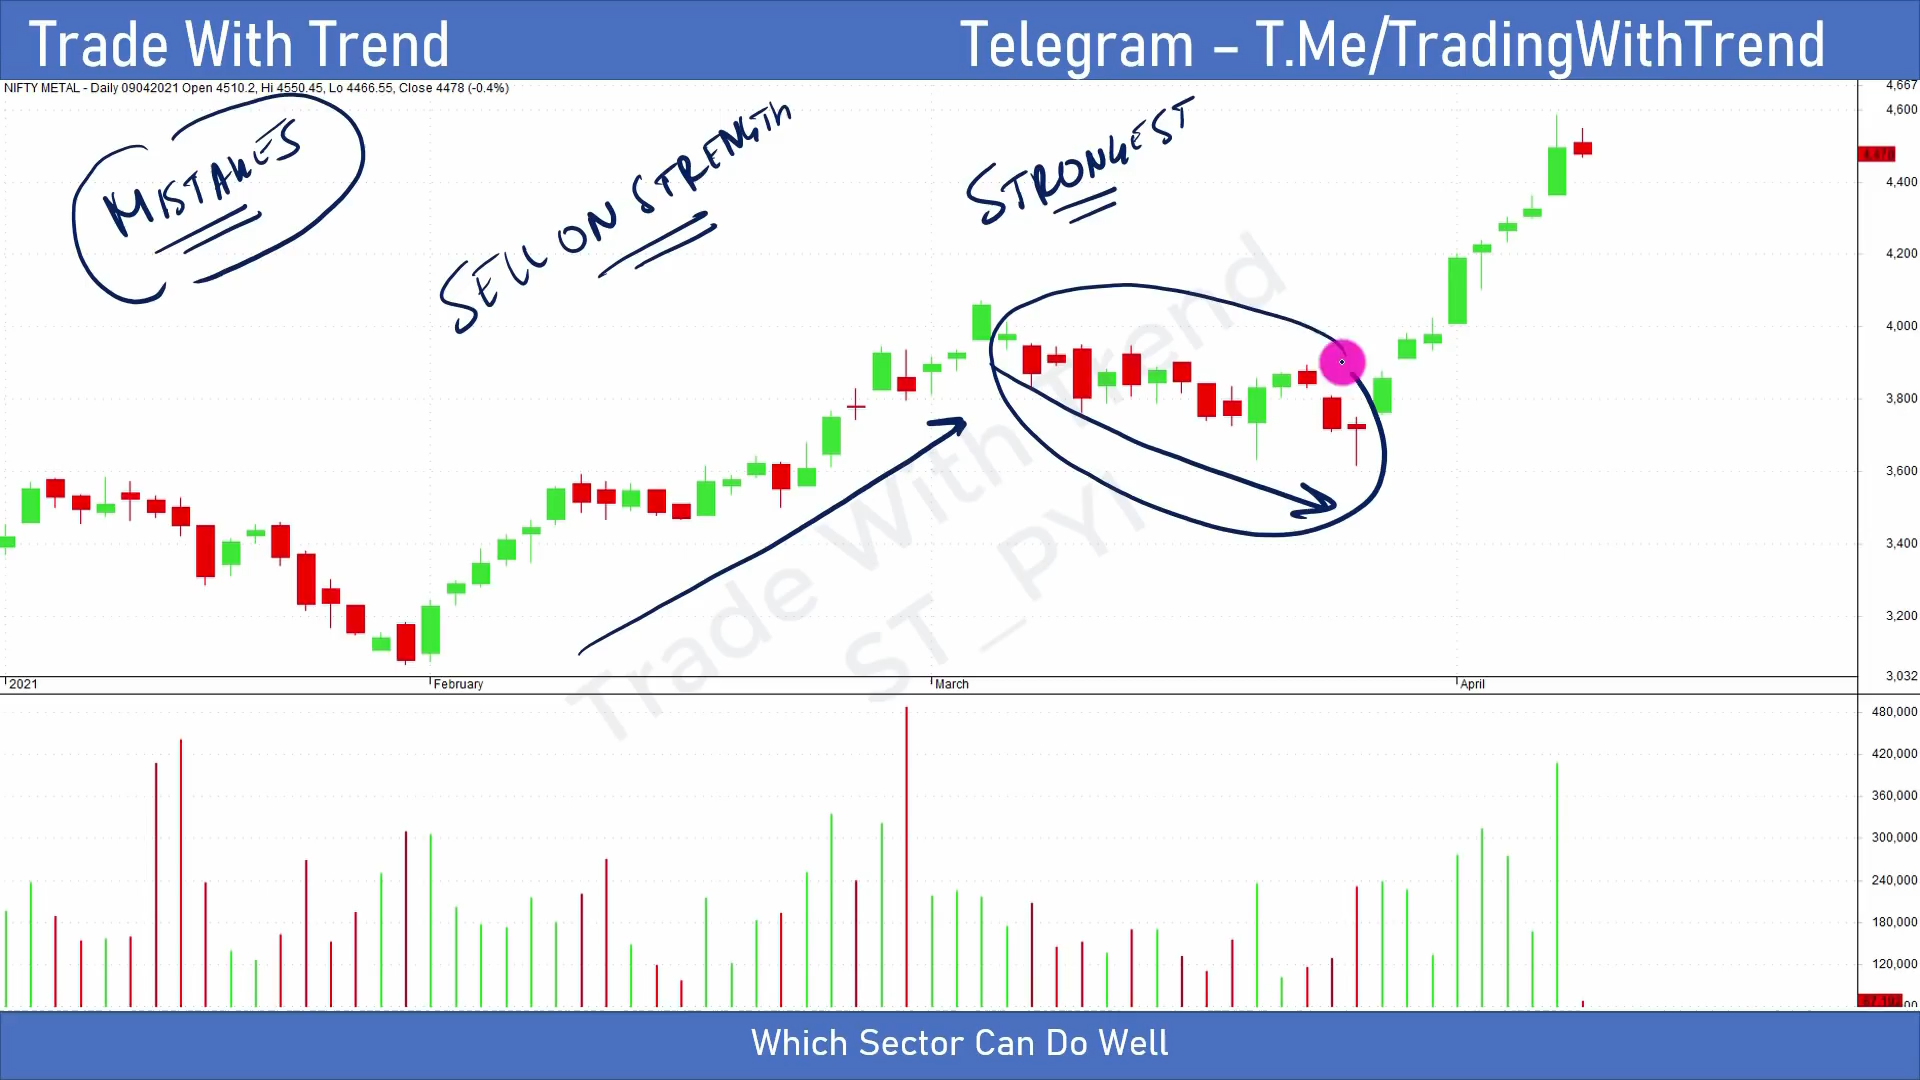 Trade With Trend
Telegram – T.Me/TradingWithTrend
NIFTY METAL - Daily 09042021 Open 4510.2, Hi 4550.45, Lo 4466.55, Close 4478 (-0.4%)
MISTAKES
SELL ON STRENGTH
STRONGEST
4,667
4,600
4,478
4,400
4,200
4,000
3,800
3,600
3,400
3,200
3,032
Trade With Trend
ST_PYI
2021
February
March
April
480,000
420,000
360,000
300,000
240,000
180,000
120,000
Which Sector Can Do Well